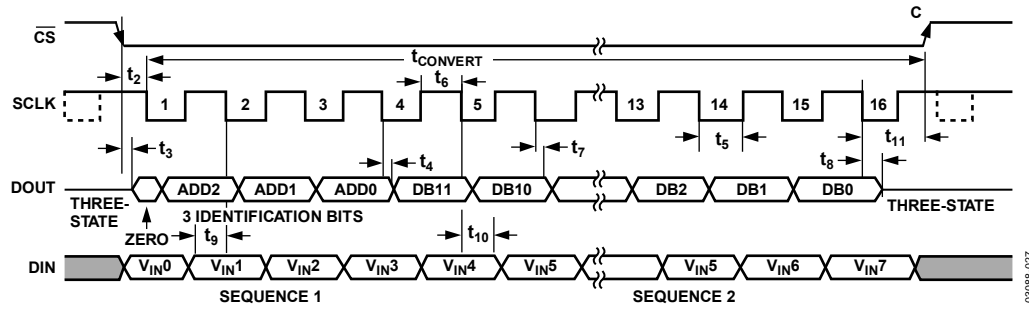 C
CS
tCONVERT
t2 t6
SCLK 1 2 3 4 5 13 14 15 16
t3 t4 t7 t5 t8 t11
DOUT ADD2 ADD1 ADD0 DB11 DB10 DB2 DB1 DB0
THREE-
STATE
3 IDENTIFICATION BITS
THREE-STATE
ZERO
t9 t10
DIN VIN0 VIN1 VIN2 VIN3 VIN4 VIN5 VIN5 VIN6 VIN7
SEQUENCE 1 SEQUENCE 2
03088-027